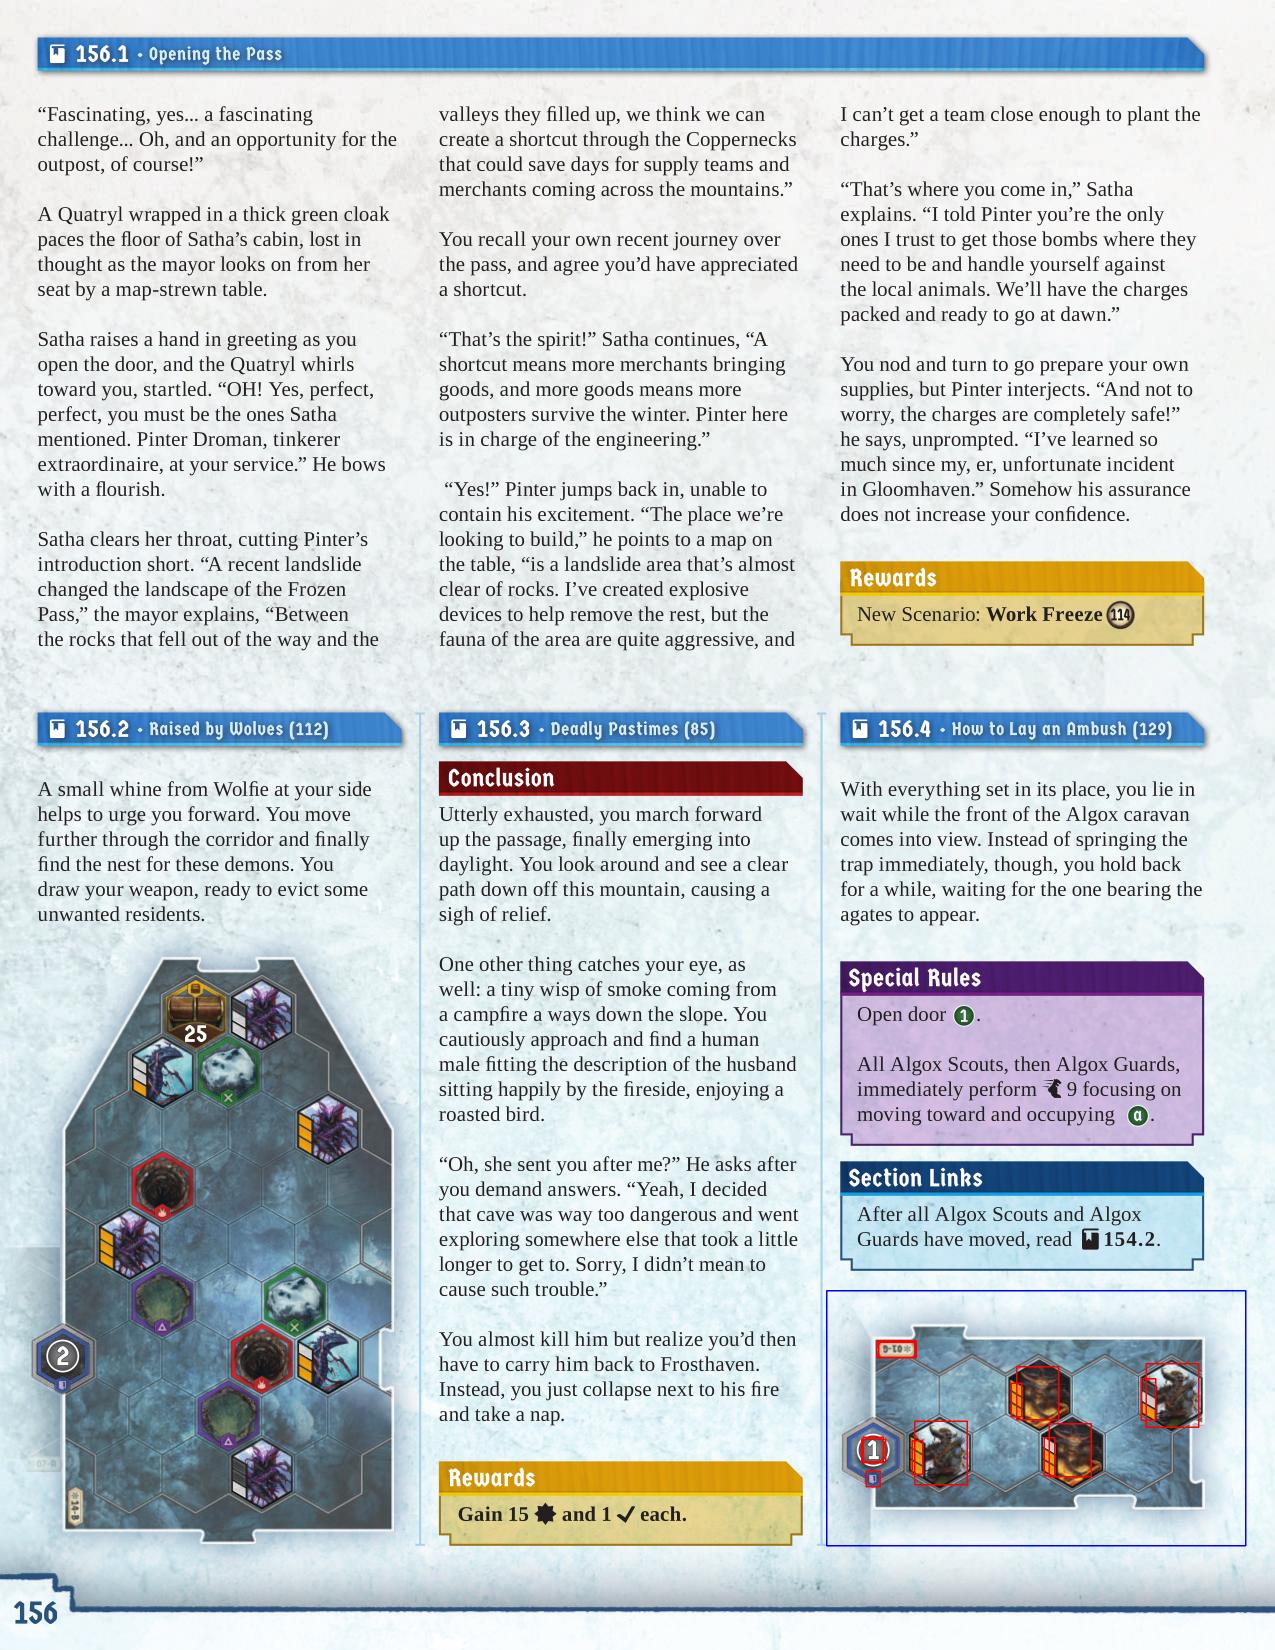 156.1 • Opening the Pass
“Fascinating, yes... a fascinating
challenge... Oh, and an opportunity for the
outpost, of course!”
A Quatryl wrapped in a thick green cloak
paces the floor of Satha’s cabin, lost in
thought as the mayor looks on from her
seat by a map-strewn table.
Satha raises a hand in greeting as you
open the door, and the Quatryl whirls
toward you, startled. “OH! Yes, perfect,
perfect, you must be the ones Satha
mentioned. Pinter Droman, tinkerer
extraordinaire, at your service.” He bows
with a flourish.
Satha clears her throat, cutting Pinter’s
introduction short. “A recent landslide
changed the landscape of the Frozen
Pass,” the mayor explains, “Between
the rocks that fell out of the way and the
valleys they filled up, we think we can
create a shortcut through the Coppernecks
that could save days for supply teams and
merchants coming across the mountains.”
You recall your own recent journey over
the pass, and agree you’d have appreciated
a shortcut.
“That’s the spirit!” Satha continues, “A
shortcut means more merchants bringing
goods, and more goods means more
outposters survive the winter. Pinter here
is in charge of the engineering.”
“Yes!” Pinter jumps back in, unable to
contain his excitement. “The place we’re
looking to build,” he points to a map on
the table, “is a landslide area that’s almost
clear of rocks. I’ve created explosive
devices to help remove the rest, but the
fauna of the area are quite aggressive, and
I can’t get a team close enough to plant the
charges.”
“That’s where you come in,” Satha
explains. “I told Pinter you’re the only
ones I trust to get those bombs where they
need to be and handle yourself against
the local animals. We’ll have the charges
packed and ready to go at dawn.”
You nod and turn to go prepare your own
supplies, but Pinter interjects. “And not to
worry, the charges are completely safe!”
he says, unprompted. “I’ve learned so
much since my, er, unfortunate incident
in Gloomhaven.” Somehow his assurance
does not increase your confidence.
Rewards
New Scenario: Work Freeze 114
156.2 • Raised by Wolves (112)
A small whine from Wolfie at your side
helps to urge you forward. You move
further through the corridor and finally
find the nest for these demons. You
draw your weapon, ready to evict some
unwanted residents.
25
2
14-B
156.3 • Deadly Pastimes (85)
Conclusion
Utterly exhausted, you march forward
up the passage, finally emerging into
daylight. You look around and see a clear
path down off this mountain, causing a
sigh of relief.
One other thing catches your eye, as
well: a tiny wisp of smoke coming from
a campfire a ways down the slope. You
cautiously approach and find a human
male fitting the description of the husband
sitting happily by the fireside, enjoying a
roasted bird.
“Oh, she sent you after me?” He asks after
you demand answers. “Yeah, I decided
that cave was way too dangerous and went
exploring somewhere else that took a little
longer to get to. Sorry, I didn’t mean to
cause such trouble.”
You almost kill him but realize you’d then
have to carry him back to Frosthaven.
Instead, you just collapse next to his fire
and take a nap.
Rewards
Gain 15 and 1 each.
156.4 • How to Lay an Ambush (129)
With everything set in its place, you lie in
wait while the front of the Algox caravan
comes into view. Instead of springing the
trap immediately, though, you hold back
for a while, waiting for the one bearing the
agates to appear.
Special Rules
Open door 1.
All Algox Scouts, then Algox Guards,
immediately perform 9 focusing on
moving toward and occupying a.
Section Links
After all Algox Scouts and Algox
Guards have moved, read 154.2.
1
156